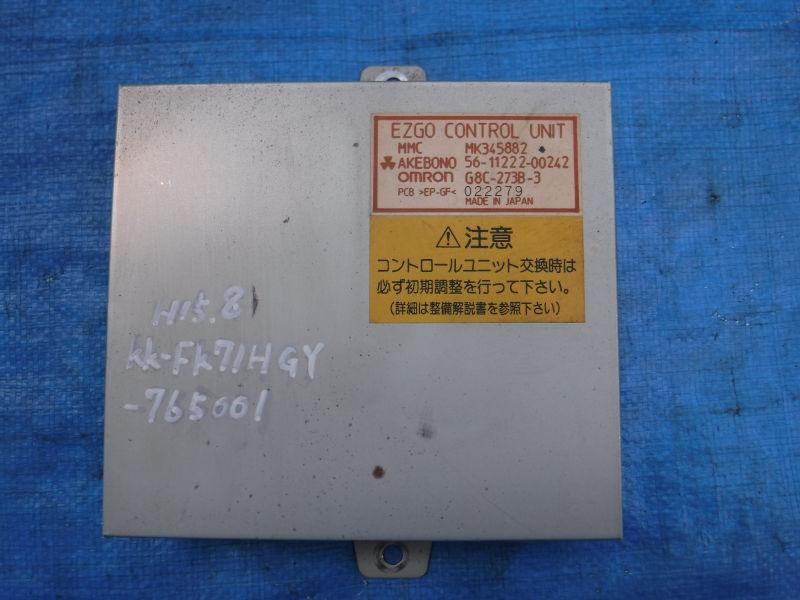 EZGO CONTROL UNIT
MMC MK345882
AKEBONO 56-11222-00242
OMRON G8C-273B-3
PCB >EP-GF< 022279
MADE IN JAPAN
注意
コントロールユニット交換時は
必ず初期調整を行って下さい。
（詳細は整備解説書を参照下さい）
H15.8
kk-Fk71HGY
-765001